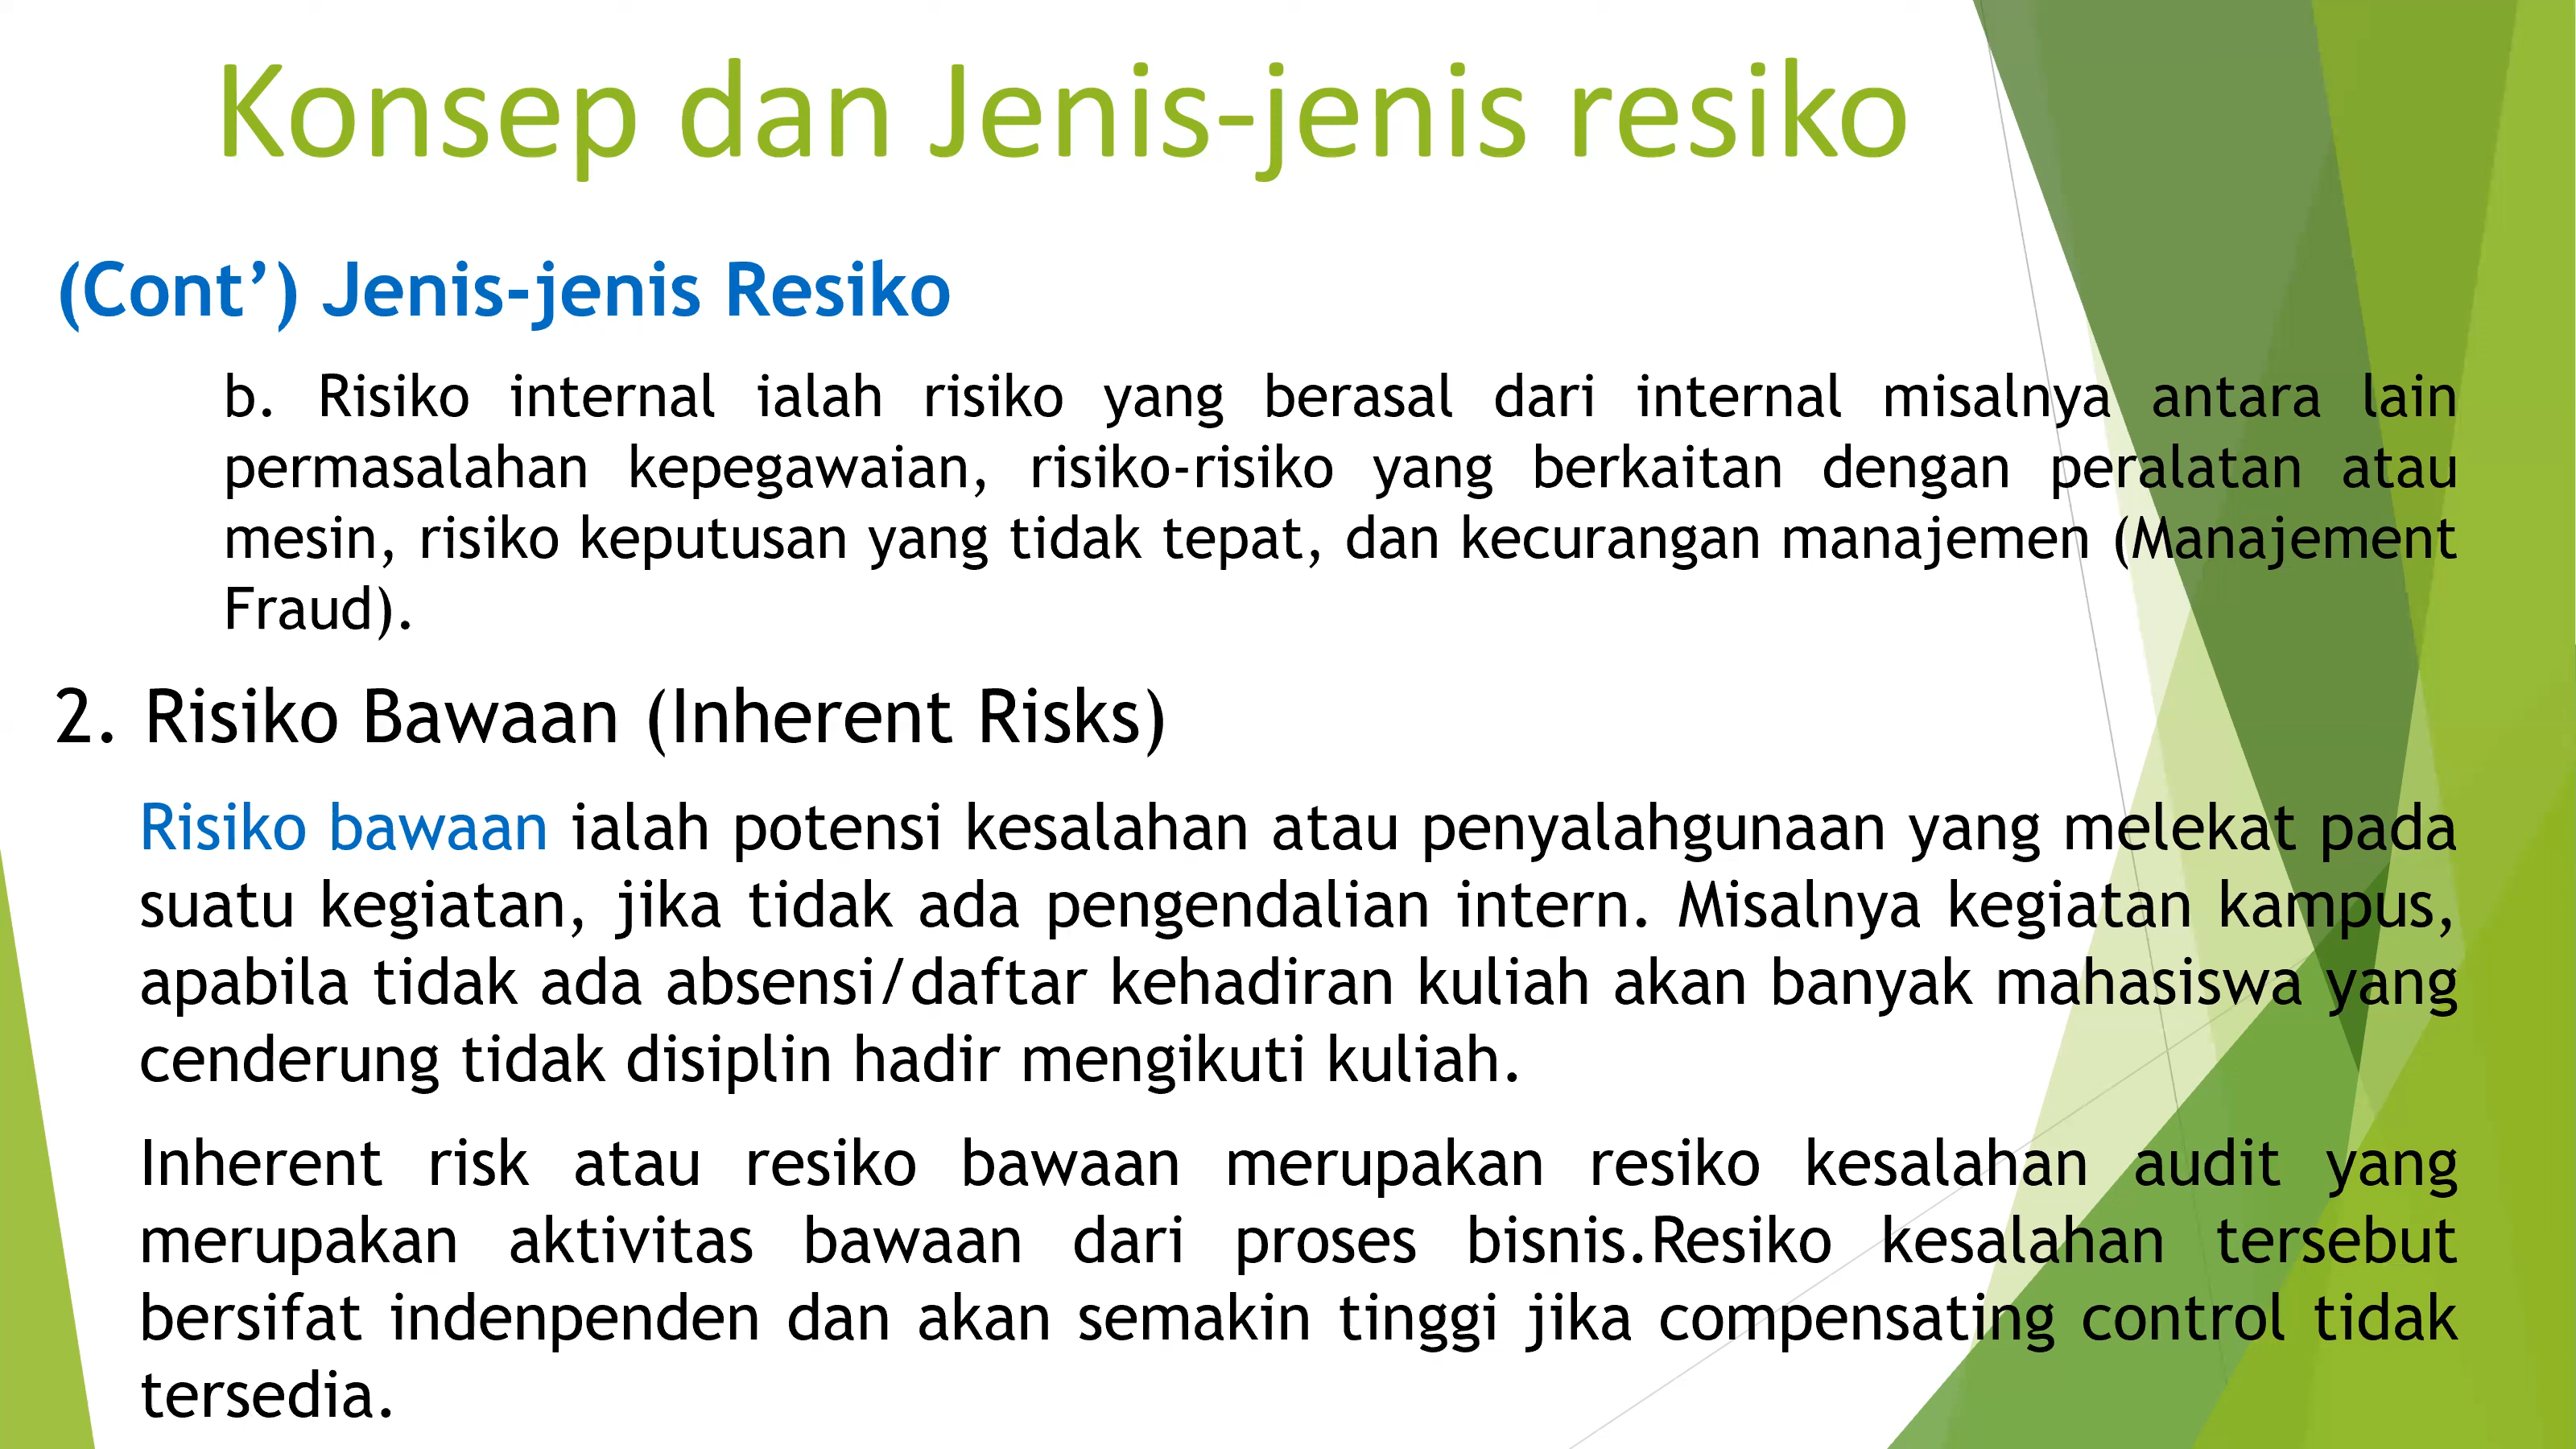 Konsep dan Jenis-jenis resiko
(Cont’) Jenis-jenis Resiko
b. Risiko internal ialah risiko yang berasal dari internal misalnya antara lain
permasalahan kepegawaian, risiko-risiko yang berkaitan dengan peralatan atau
mesin, risiko keputusan yang tidak tepat, dan kecurangan manajemen (Manajement
Fraud).
2. Risiko Bawaan (Inherent Risks)
Risiko bawaan ialah potensi kesalahan atau penyalahgunaan yang melekat pada
suatu kegiatan, jika tidak ada pengendalian intern. Misalnya kegiatan kampus,
apabila tidak ada absensi/daftar kehadiran kuliah akan banyak mahasiswa yang
cenderung tidak disiplin hadir mengikuti kuliah.
Inherent risk atau resiko bawaan merupakan resiko kesalahan audit yang
merupakan aktivitas bawaan dari proses bisnis.Resiko kesalahan tersebut
bersifat indenpenden dan akan semakin tinggi jika compensating control tidak
tersedia.